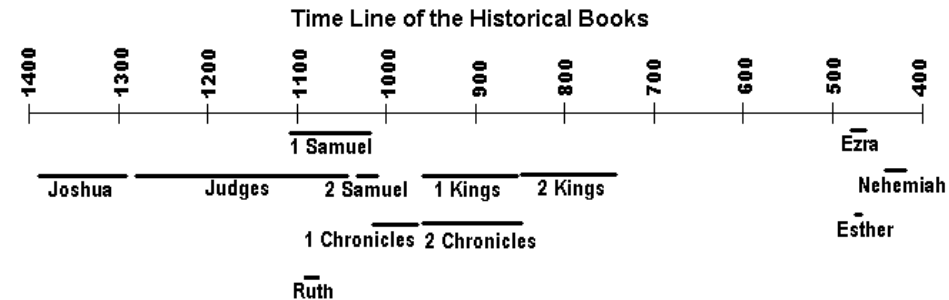 Time Line of the Historical Books
1400 1300 1200 1100 1000 900 800 700 600 500 400
1 Samuel Ezra
Joshua Judges 2 Samuel 1 Kings 2 Kings Nehemiah
1 Chronicles 2 Chronicles Esther
Ruth